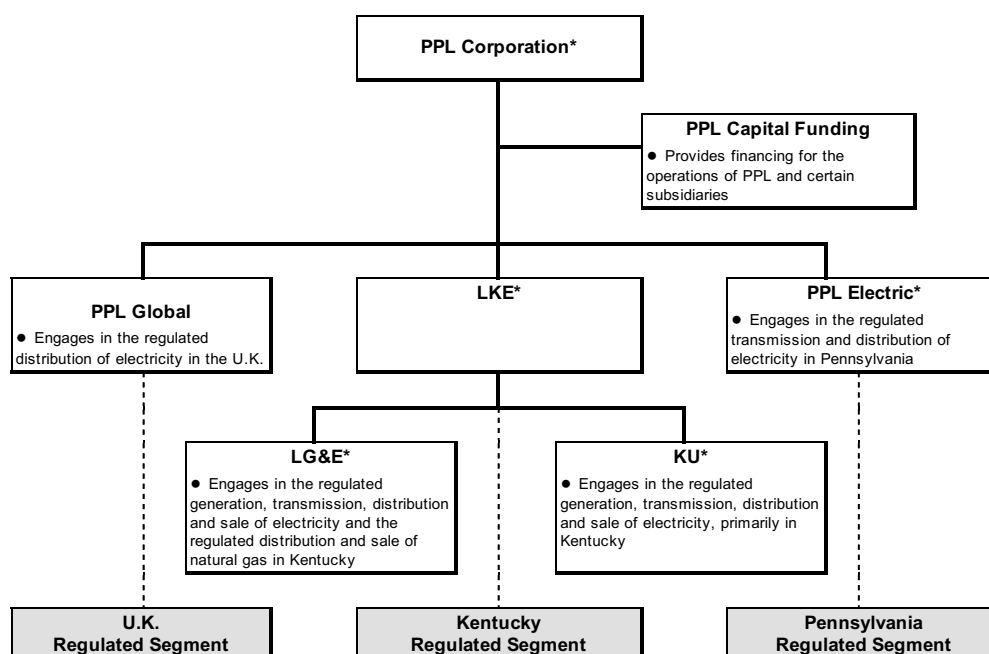 PPL Corporation*
PPL Capital Funding
● Provides financing for the
operations of PPL and certain
subsidiaries
PPL Global
● Engages in the regulated
distribution of electricity in the U.K.
LKE*
PPL Electric*
● Engages in the regulated
transmission and distribution of
electricity in Pennsylvania
LG&E*
● Engages in the regulated
generation, transmission, distribution
and sale of electricity and the
regulated distribution and sale of
natural gas in Kentucky
KU*
● Engages in the regulated
generation, transmission, distribution
and sale of electricity, primarily in
Kentucky
U.K.
Regulated Segment
Kentucky
Regulated Segment
Pennsylvania
Regulated Segment